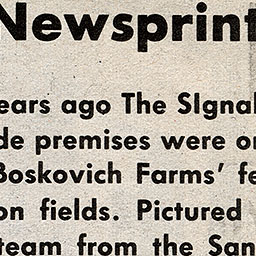 Newsprint
ears ago The SIgnal
de premises were or
Boskovich Farms' fe
on fields. Pictured
team from the San